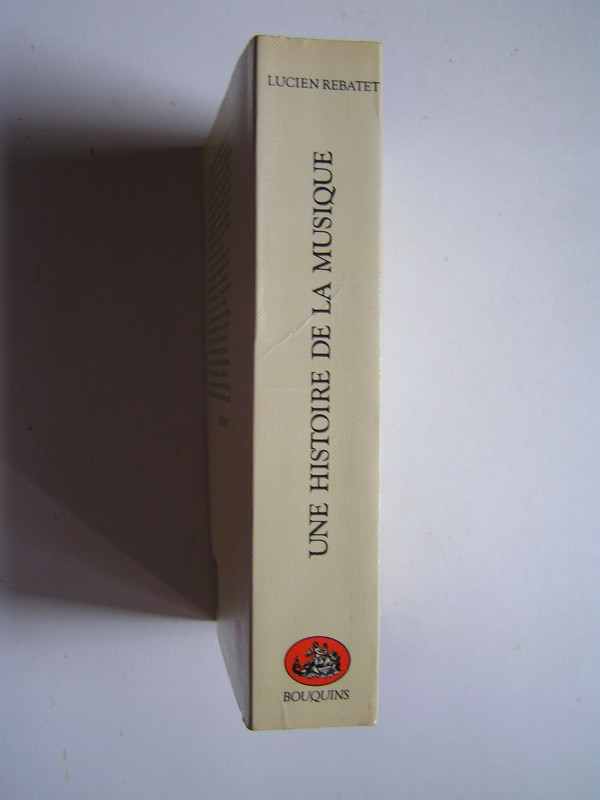 LUCIEN REBATET
UNE HISTOIRE DE LA MUSIQUE
BOUQUINS